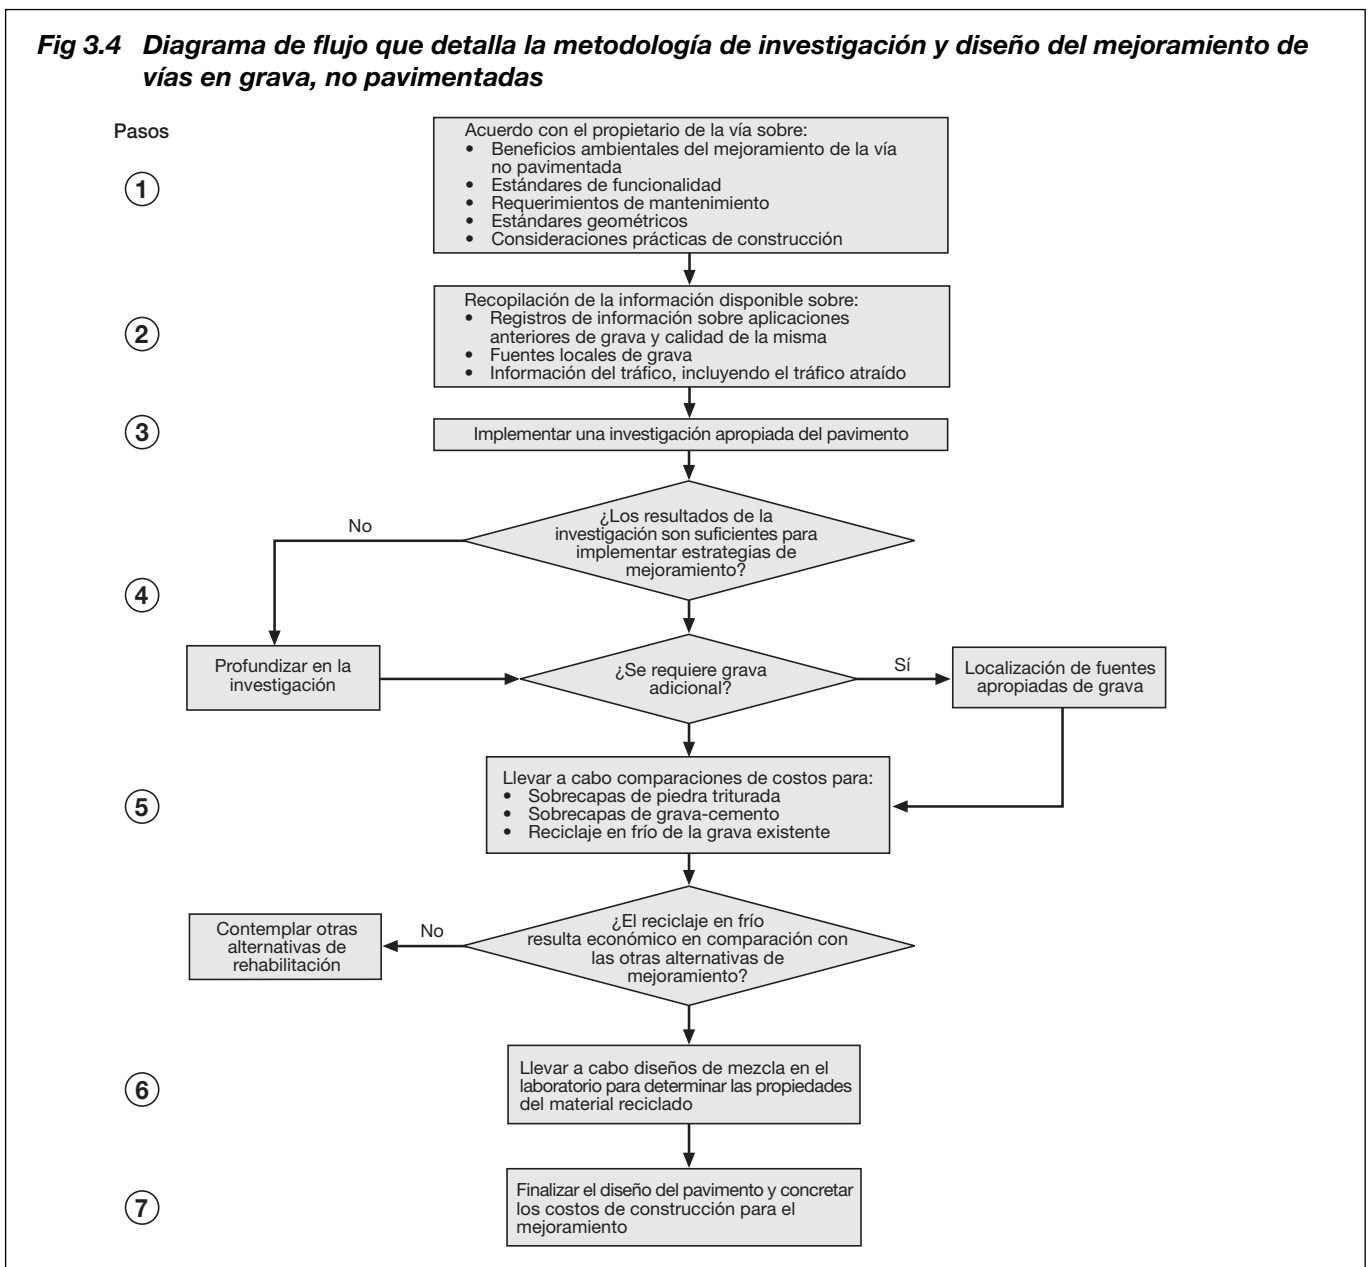 Fig 3.4 Diagrama de flujo que detalla la metodología de investigación y diseño del mejoramiento de
vías en grava, no pavimentadas
Pasos
1
Acuerdo con el propietario de la vía sobre:
• Beneficios ambientales del mejoramiento de la vía
no pavimentada
• Estándares de funcionalidad
• Requerimientos de mantenimiento
• Estándares geométricos
• Consideraciones prácticas de construcción
2
Recopilación de la información disponible sobre:
• Registros de información sobre aplicaciones
anteriores de grava y calidad de la misma
• Fuentes locales de grava
• Información del tráfico, incluyendo el tráfico atraído
3
Implementar una investigación apropiada del pavimento
¿Los resultados de la
investigación son suficientes para
implementar estrategias de
mejoramiento?
No
4
Profundizar en la
investigación
¿Se requiere grava
adicional?
Sí
Localización de fuentes
apropiadas de grava
5
Llevar a cabo comparaciones de costos para:
• Sobrecapas de piedra triturada
• Sobrecapas de grava-cemento
• Reciclaje en frío de la grava existente
¿El reciclaje en frío
resulta económico en comparación con
las otras alternativas de
mejoramiento?
No
Contemplar otras
alternativas de
rehabilitación
6
Llevar a cabo diseños de mezcla en el
laboratorio para determinar las propiedades
del material reciclado
7
Finalizar el diseño del pavimento y concretar
los costos de construcción para el
mejoramiento